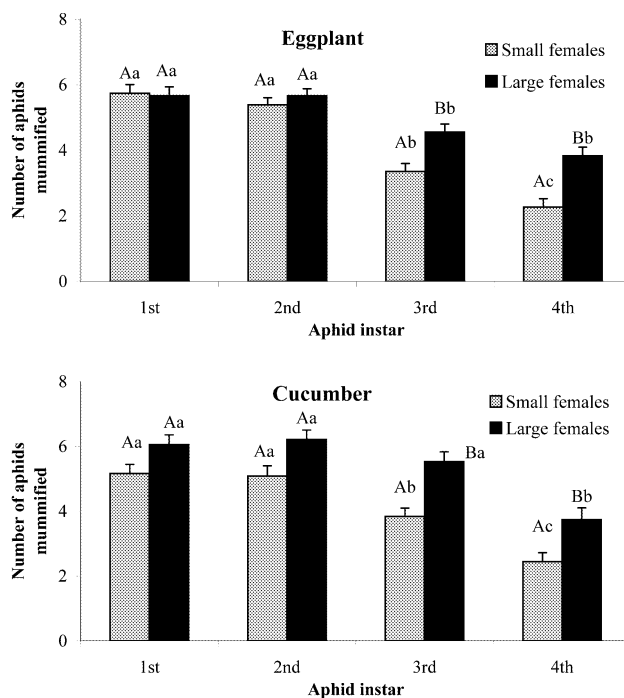 Eggplant
Small females
Large females
Number of aphids
mummified
8
6
4
2
0
Aa Aa
Aa Aa
Ab Bb
Ac Bb
1st 2nd 3rd 4th
Aphid instar
Cucumber
Small females
Large females
Number of aphids
mummified
8
6
4
2
0
Aa Aa
Aa Aa
Ab Ba
Ac Bb
1st 2nd 3rd 4th
Aphid instar